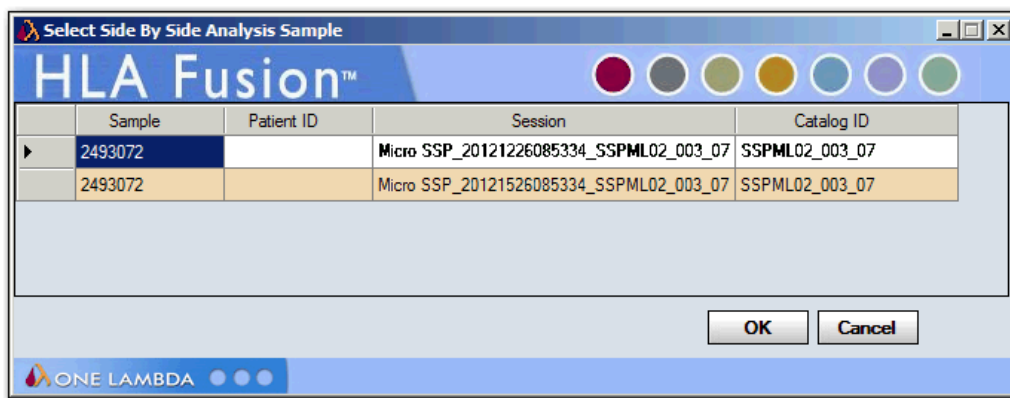 Select Side By Side Analysis Sample
HLA Fusion™
Sample Patient ID Session Catalog ID
2493072 Micro SSP_20121226085334_SSPML02_003_07 SSPML02_003_07
2493072 Micro SSP_20121526085334_SSPML02_003_07 SSPML02_003_07
OK Cancel
ONE LAMBDA